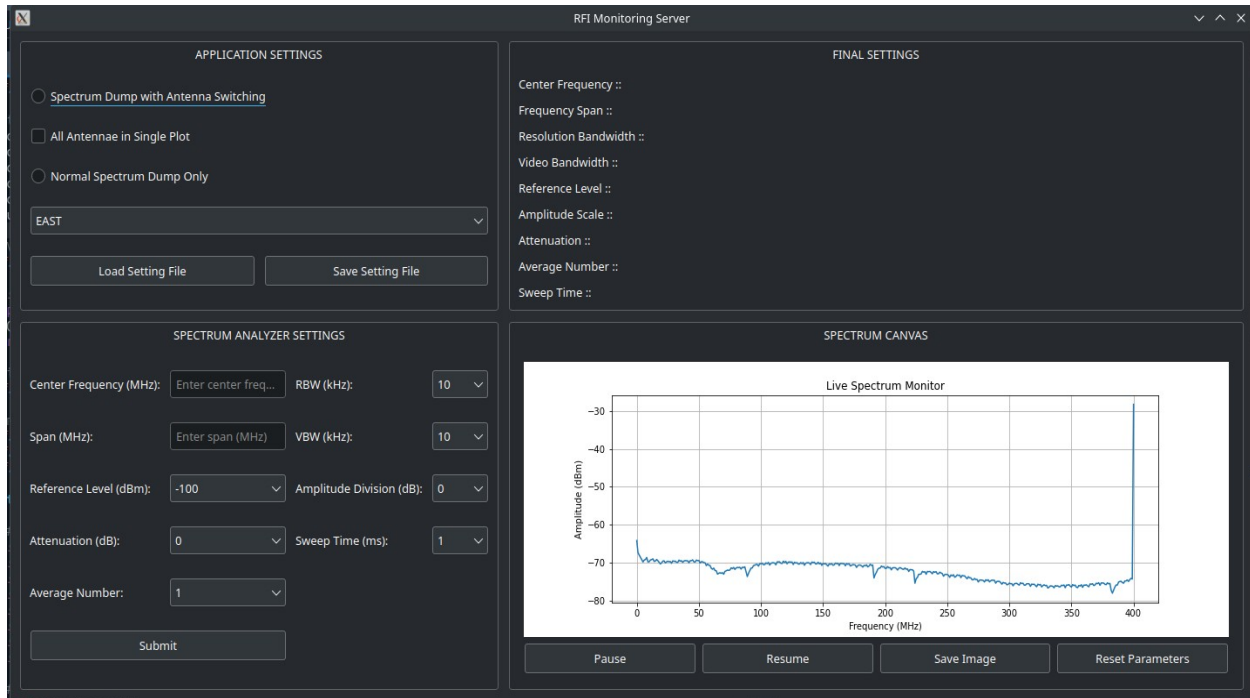 RFI Monitoring Server
APPLICATION SETTINGS
Spectrum Dump with Antenna Switching
All Antennae in Single Plot
Normal Spectrum Dump Only
EAST
Load Setting File
Save Setting File
FINAL SETTINGS
Center Frequency ::
Frequency Span ::
Resolution Bandwidth ::
Video Bandwidth ::
Reference Level ::
Amplitude Scale ::
Attenuation ::
Average Number ::
Sweep Time ::
SPECTRUM ANALYZER SETTINGS
Center Frequency (MHz): Enter center freq... RBW (kHz): 10
Span (MHz): Enter span (MHz) VBW (kHz): 10
Reference Level (dBm): -100 Amplitude Division (dB): 0
Attenuation (dB): 0 Sweep Time (ms): 1
Average Number: 1
Submit
SPECTRUM CANVAS
Live Spectrum Monitor
Amplitude (dBm)
−30
−40
−50
−60
−70
−80
0 50 100 150 200 250 300 350 400
Frequency (MHz)
Pause
Resume
Save Image
Reset Parameters